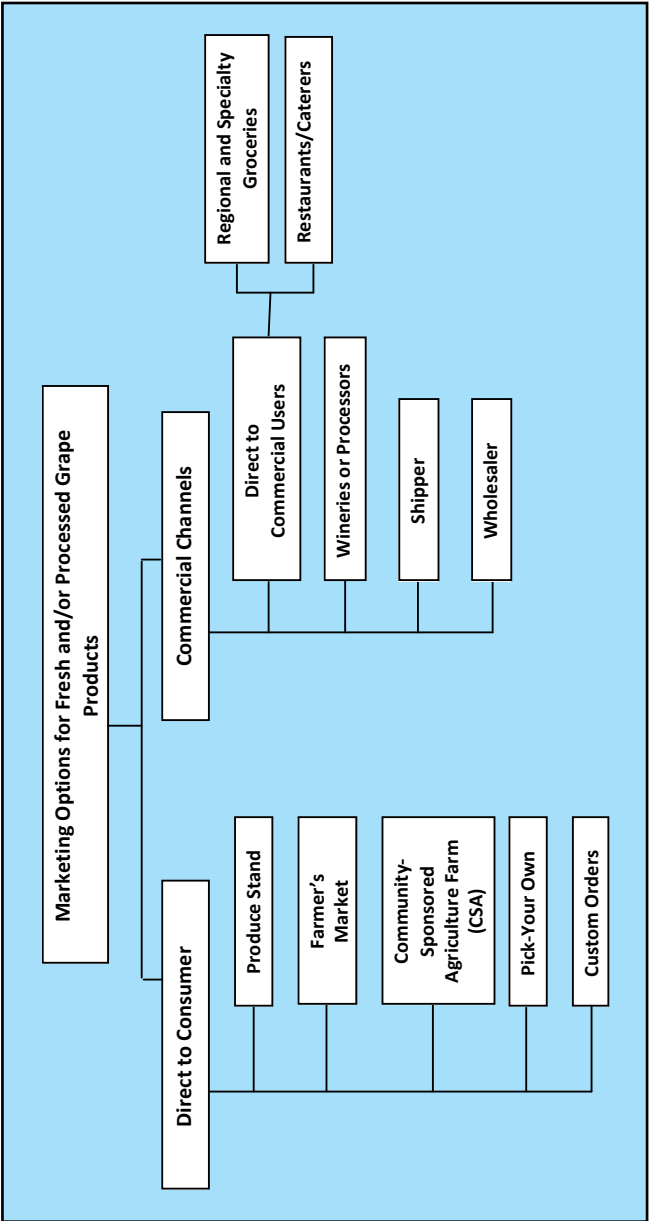 Marketing Options for Fresh and/or Processed Grape
Products
Direct to Consumer
Produce Stand
Farmer’s
Market
Community-
Sponsored
Agriculture Farm
(CSA)
Pick-Your Own
Custom Orders
Commercial Channels
Direct to
Commercial Users
Wineries or Processors
Shipper
Wholesaler
Regional and Specialty
Groceries
Restaurants/Caterers